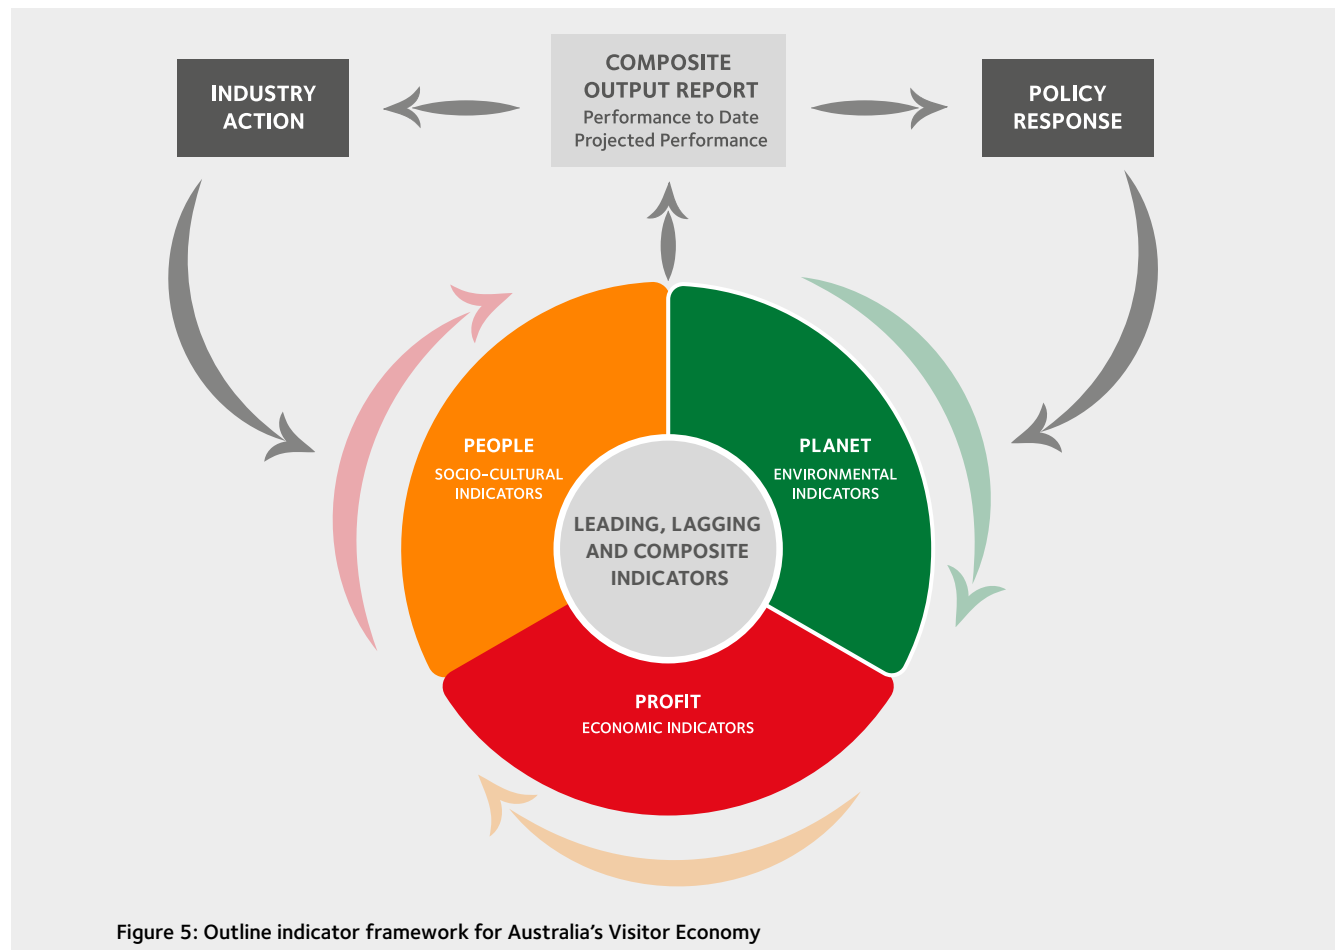 INDUSTRY
ACTION
COMPOSITE
OUTPUT REPORT
Performance to Date
Projected Performance
POLICY
RESPONSE
PEOPLE
SOCIO-CULTURAL
INDICATORS
PLANET
ENVIRONMENTAL
INDICATORS
LEADING, LAGGING
AND COMPOSITE
INDICATORS
PROFIT
ECONOMIC INDICATORS
Figure 5: Outline indicator framework for Australia's Visitor Economy